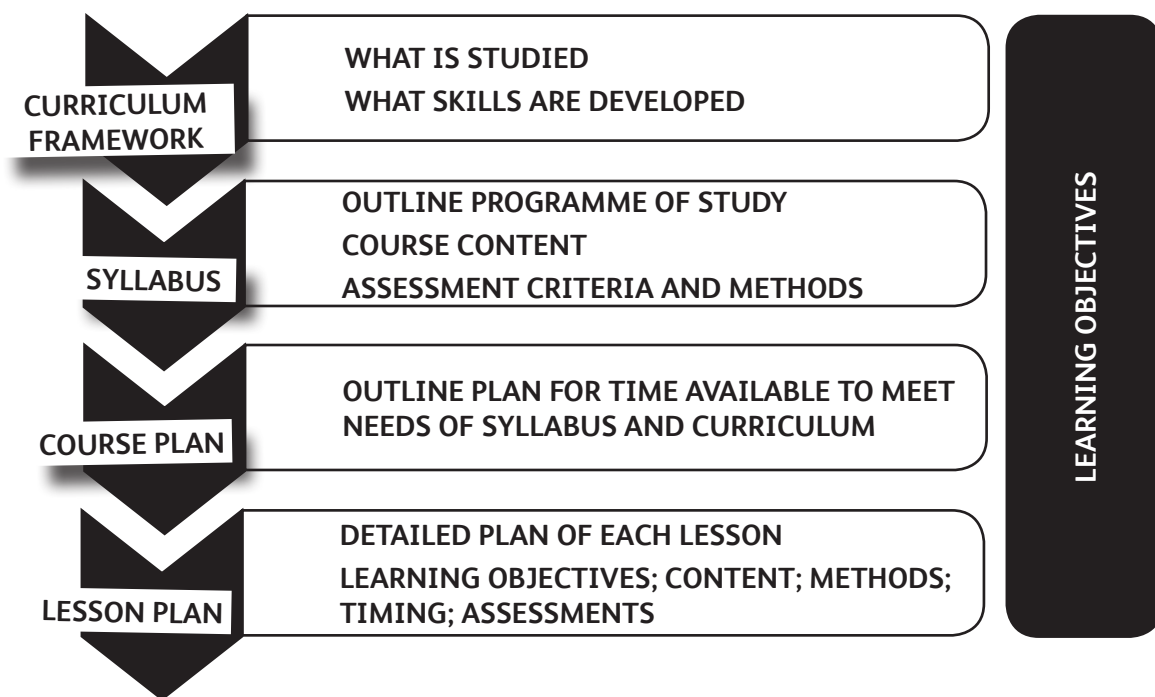 CURRICULUM
FRAMEWORK
WHAT IS STUDIED
WHAT SKILLS ARE DEVELOPED
SYLLABUS
OUTLINE PROGRAMME OF STUDY
COURSE CONTENT
ASSESSMENT CRITERIA AND METHODS
COURSE PLAN
OUTLINE PLAN FOR TIME AVAILABLE TO MEET
NEEDS OF SYLLABUS AND CURRICULUM
LESSON PLAN
DETAILED PLAN OF EACH LESSON
LEARNING OBJECTIVES; CONTENT; METHODS;
TIMING; ASSESSMENTS
LEARNING OBJECTIVES